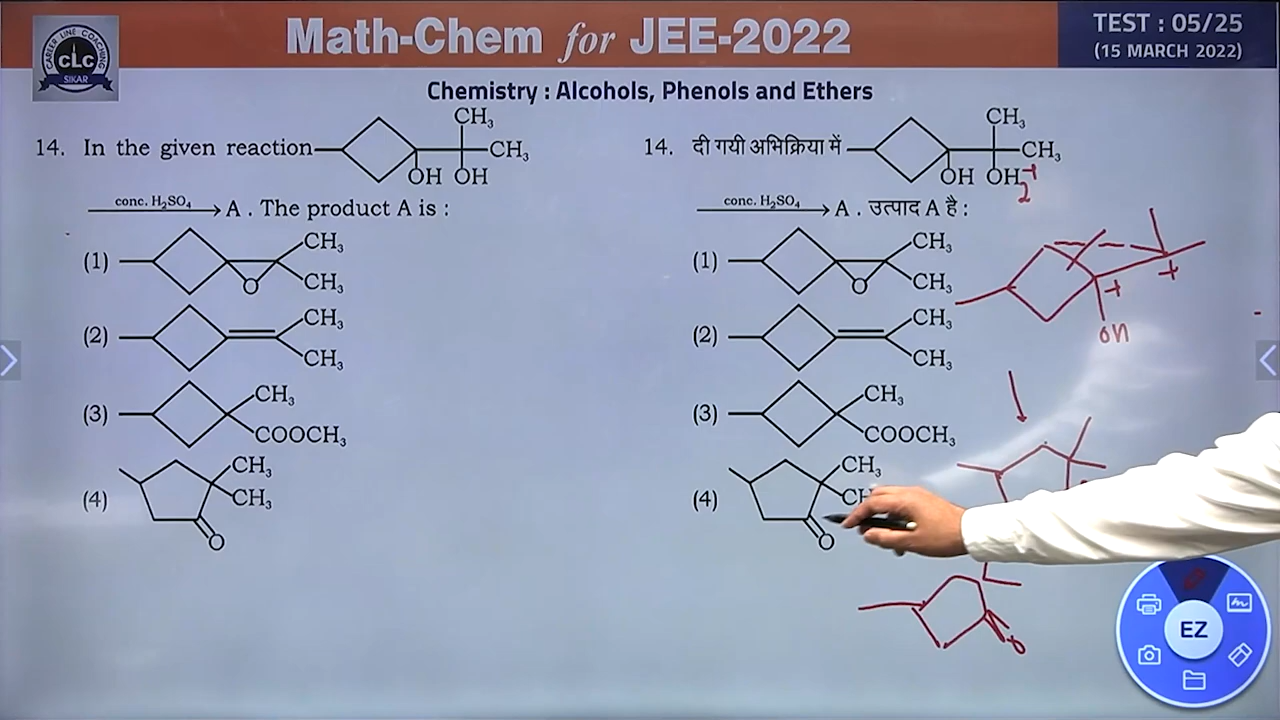 CAREER LINE COACHING
CLC
SIKAR
Math-Chem for JEE-2022
TEST : 05/25
(15 MARCH 2022)
Chemistry : Alcohols, Phenols and Ethers
14. In the given reaction
CH₃
CH₃
OH OH
conc. H₂SO₄
A . The product A is :
(1)
CH₃
O
CH₃
(2)
CH₃
CH₃
(3)
CH₃
COOCH₃
(4)
CH₃
CH₃
O
14. दी गयी अभिक्रिया में
CH₃
CH₃
OH OH
+
2
conc. H₂SO₄
A . उत्पाद A है :
(1)
CH₃
O
CH₃
(2)
CH₃
CH₃
(3)
CH₃
COOCH₃
(4)
CH₃
O
+
+
OH
O
EZ